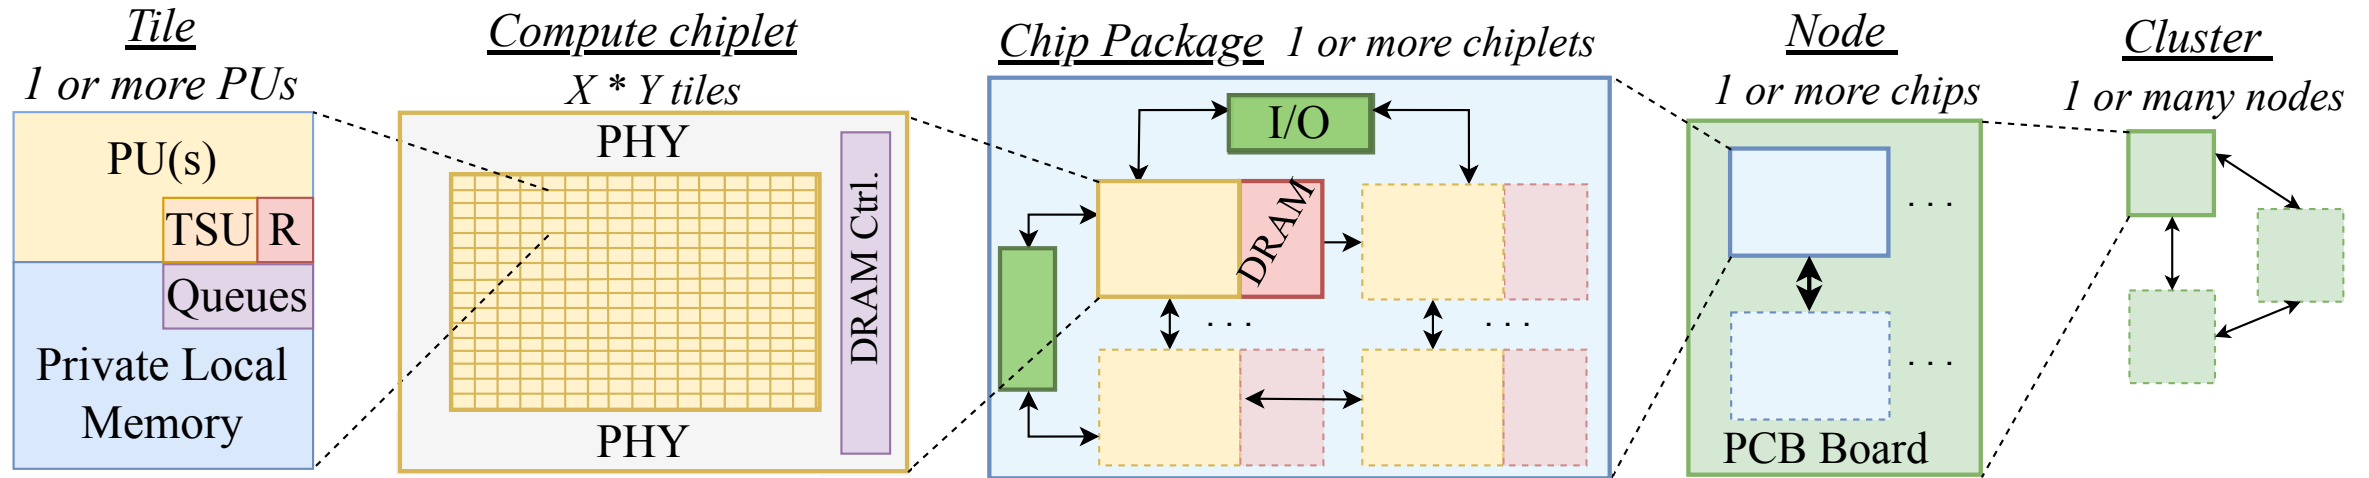 Tile
1 or more PUs
PU(s)
TSU
R
Queues
Private Local
Memory
Compute chiplet
X * Y tiles
PHY
DRAM Ctrl.
PHY
Chip Package 1 or more chiplets
I/O
DRAM
. . .
. . .
Node
1 or more chips
. . .
. . .
PCB Board
Cluster
1 or many nodes